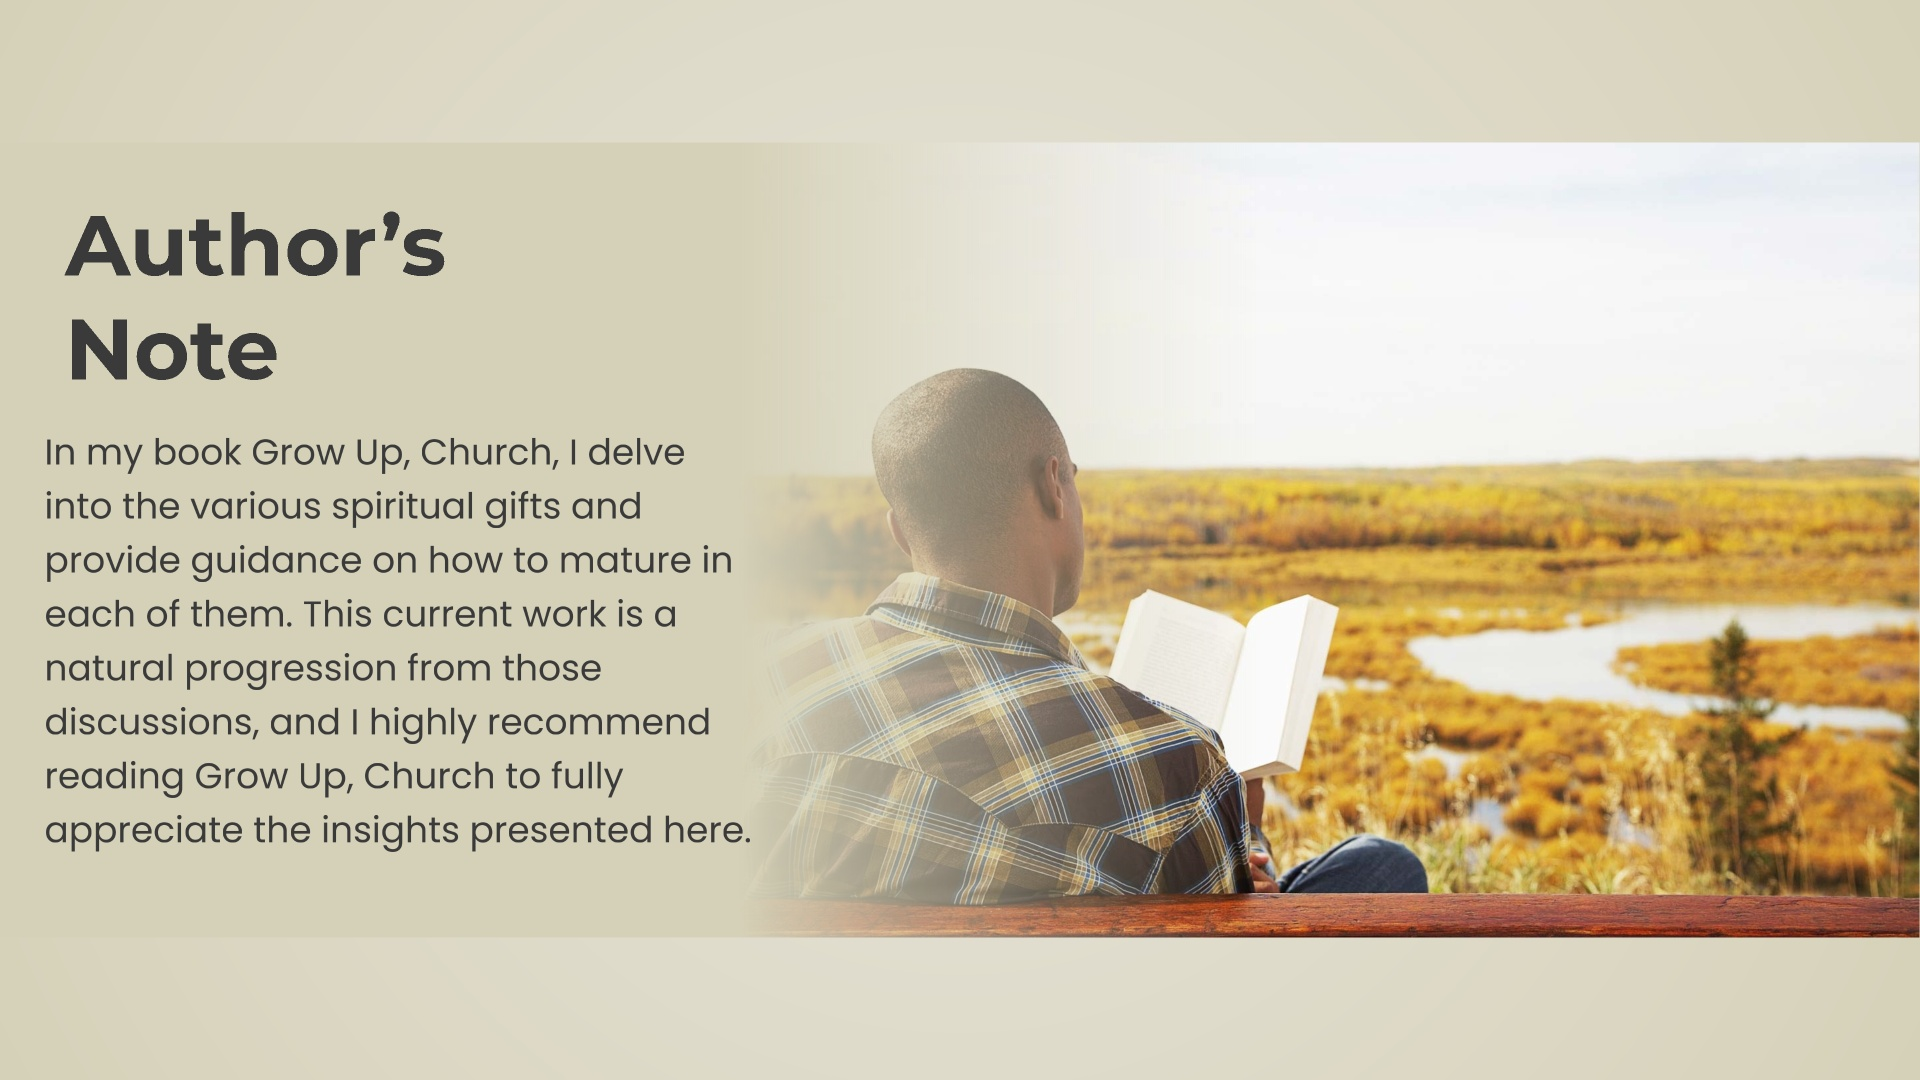 Author’s
Note
In my book Grow Up, Church, I delve
into the various spiritual gifts and
provide guidance on how to mature in
each of them. This current work is a
natural progression from those
discussions, and I highly recommend
reading Grow Up, Church to fully
appreciate the insights presented here.